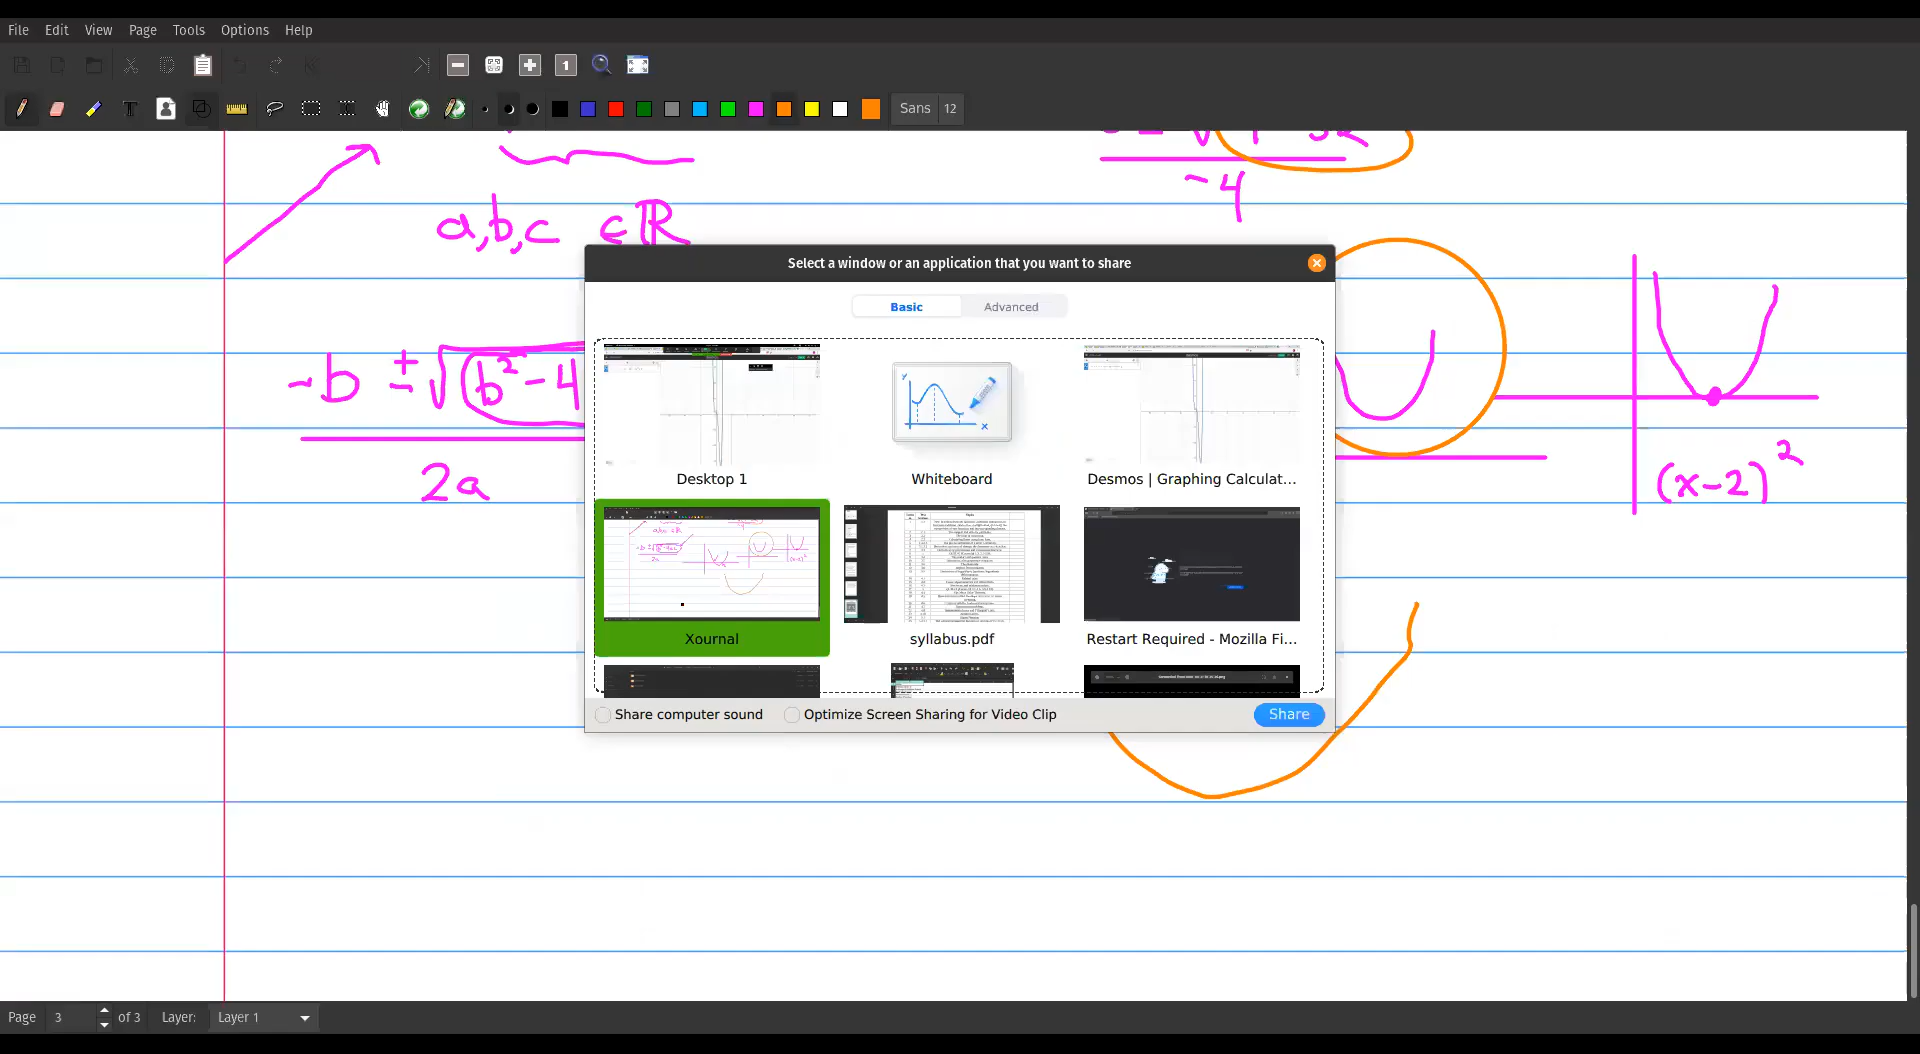 File Edit View Page Tools Options Help
Sans 12
-4
a,b,c ∈ℝ
Select a window or an application that you want to share
Basic Advanced
-b ± √b²-4
2a
(x-2)²
Desktop 1
Whiteboard
Desmos | Graphing Calculat...
Xournal
syllabus.pdf
Restart Required - Mozilla Fi...
Share computer sound
Optimize Screen Sharing for Video Clip
Share
Page 3 of 3 Layer: Layer 1